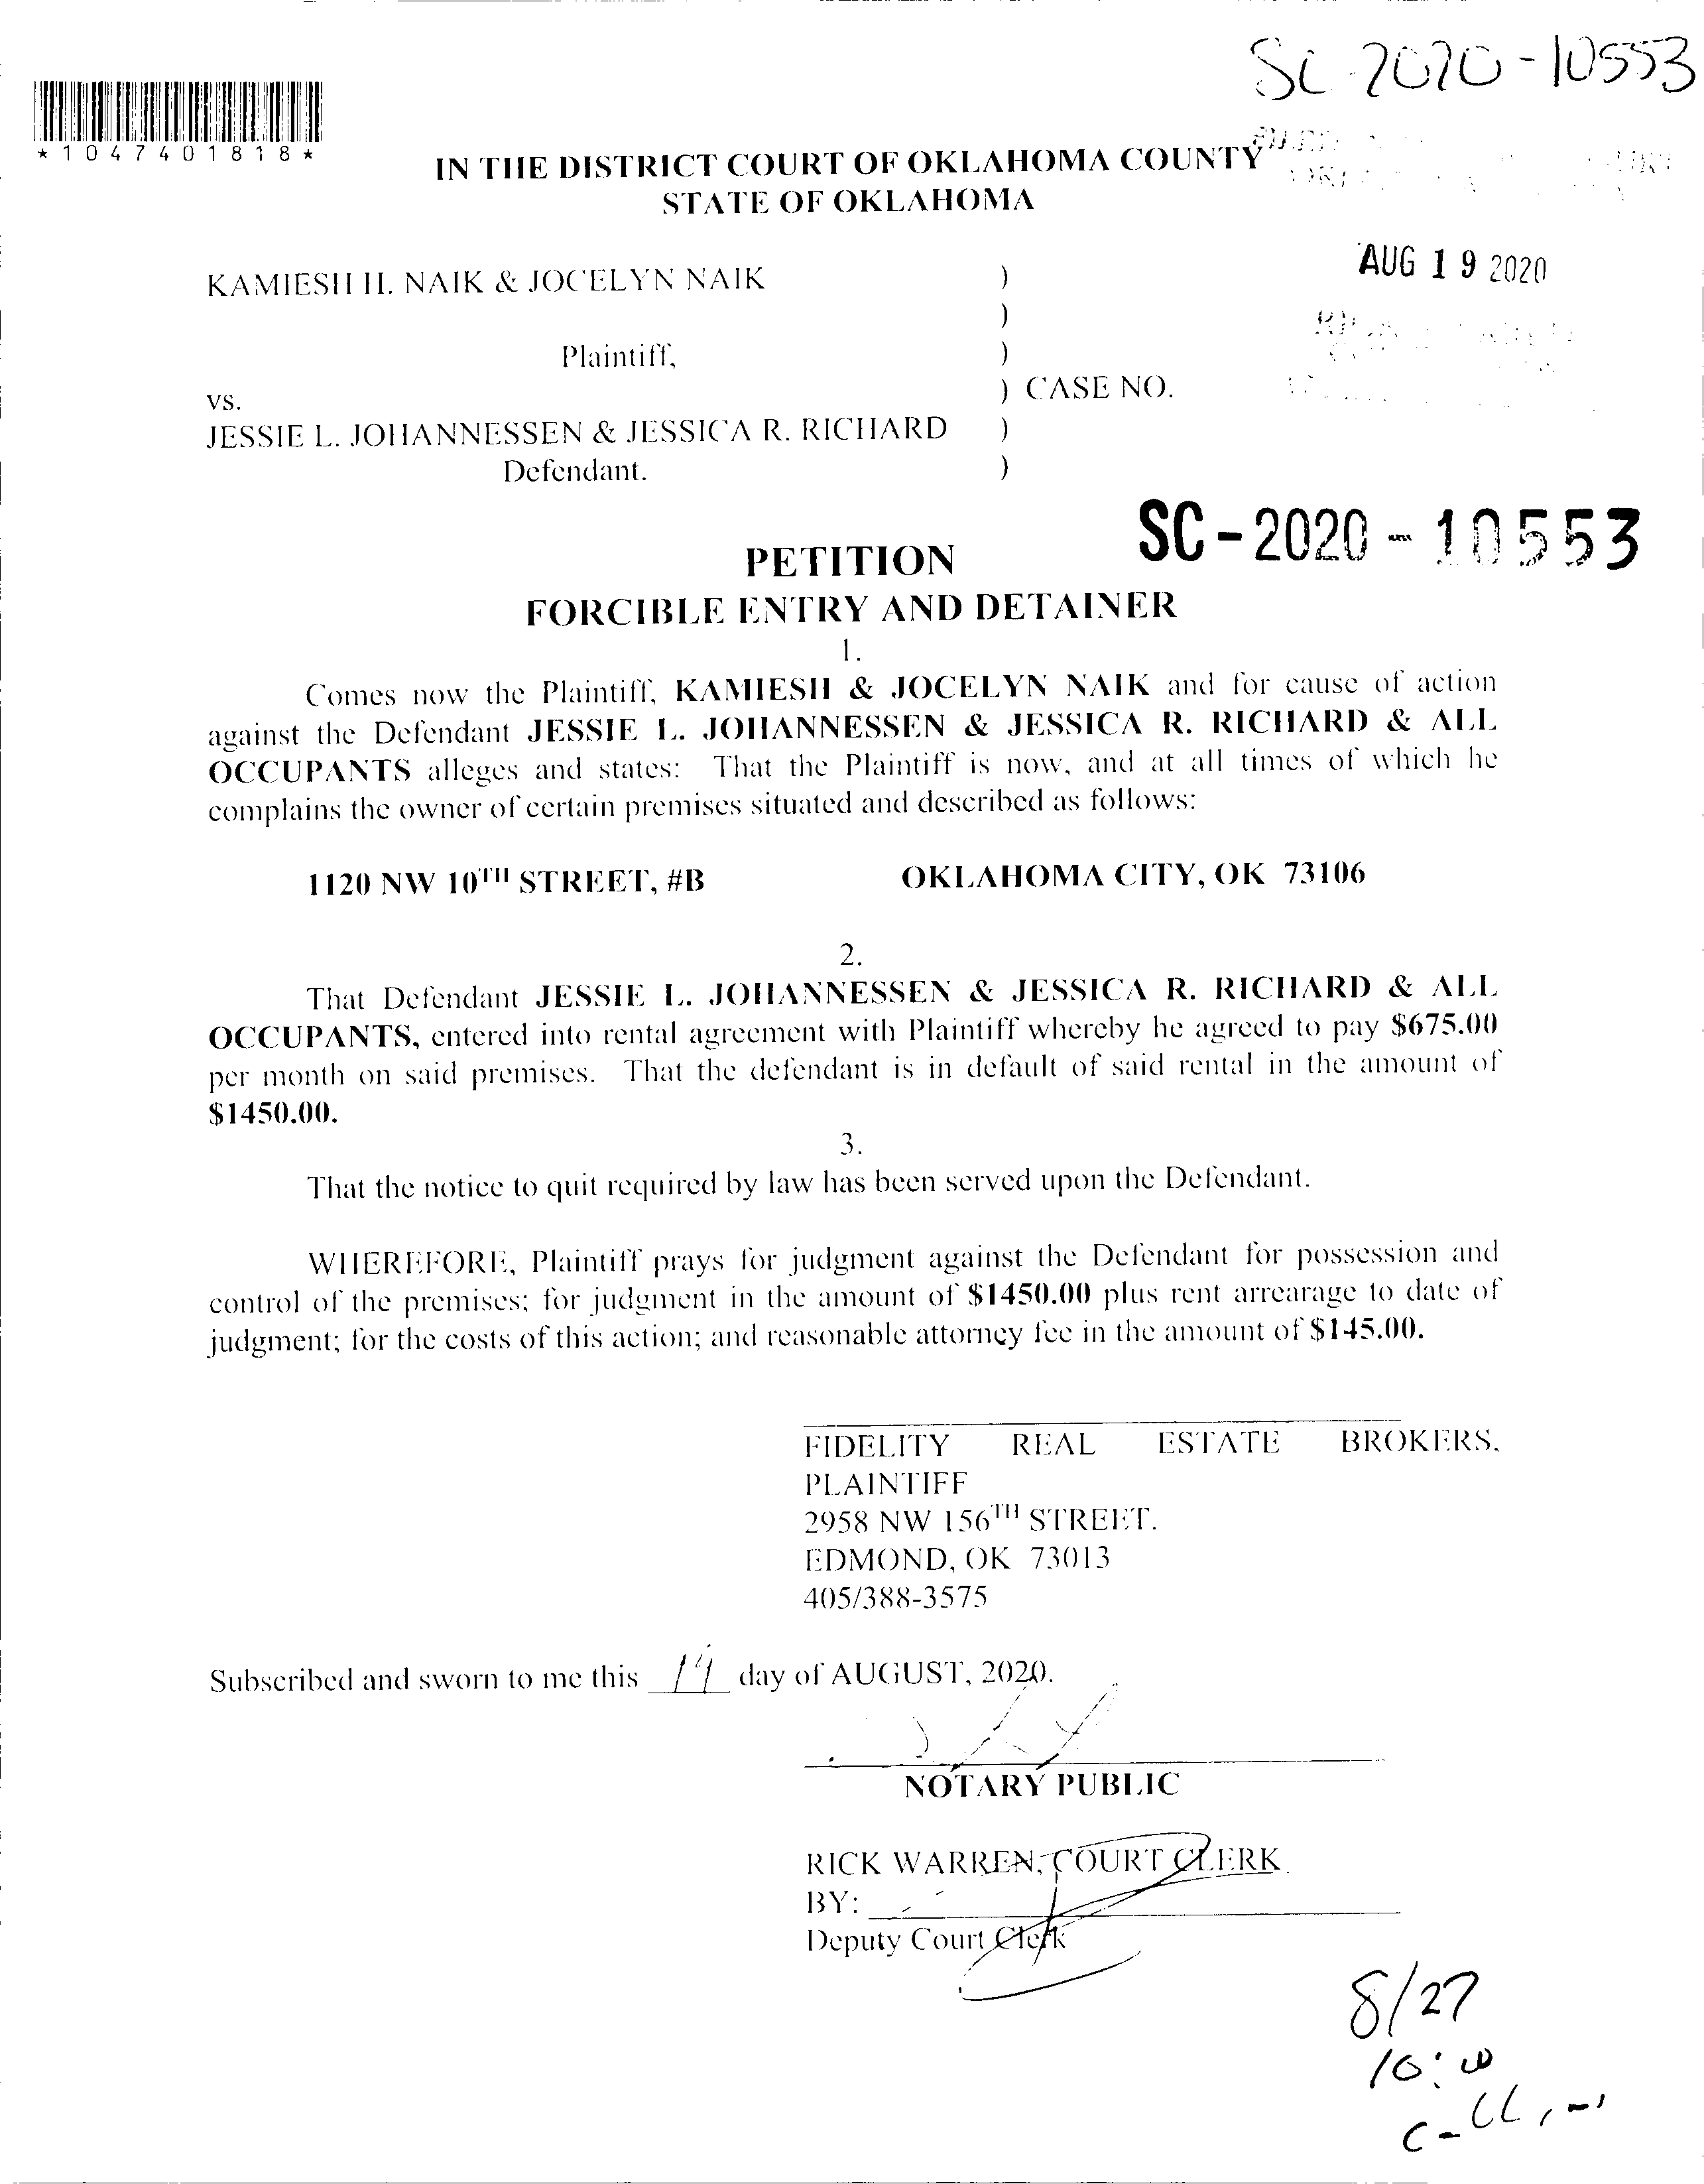 SC-2020-10553
*1047401818*
IN THE DISTRICT COURT OF OKLAHOMA COUNTY
STATE OF OKLAHOMA
AUG 19 2020
KAMIESH H. NAIK & JOCELYN NAIK )
)
Plaintiff, )
vs. ) CASE NO.
JESSIE L. JOHANNESSEN & JESSICA R. RICHARD )
Defendant. )
SC-2020-10553
PETITION
FORCIBLE ENTRY AND DETAINER
1.
Comes now the Plaintiff, KAMIESH & JOCELYN NAIK and for cause of action
against the Defendant JESSIE L. JOHANNESSEN & JESSICA R. RICHARD & ALL
OCCUPANTS alleges and states: That the Plaintiff is now, and at all times of which he
complains the owner of certain premises situated and described as follows:
1120 NW 10TH STREET, #B OKLAHOMA CITY, OK 73106
2.
That Defendant JESSIE L. JOHANNESSEN & JESSICA R. RICHARD & ALL
OCCUPANTS, entered into rental agreement with Plaintiff whereby he agreed to pay $675.00
per month on said premises. That the defendant is in default of said rental in the amount of
$1450.00.
3.
That the notice to quit required by law has been served upon the Defendant.
WHEREFORE, Plaintiff prays for judgment against the Defendant for possession and
control of the premises; for judgment in the amount of $1450.00 plus rent arrearage to date of
judgment; for the costs of this action; and reasonable attorney fee in the amount of $145.00.
FIDELITY REAL ESTATE BROKERS,
PLAINTIFF
2958 NW 156TH STREET.
EDMOND, OK 73013
405/388-3575
Subscribed and sworn to me this 19 day of AUGUST, 2020.
NOTARY PUBLIC
RICK WARREN, COURT CLERK
BY:
Deputy Court Clerk
8/27
10:00